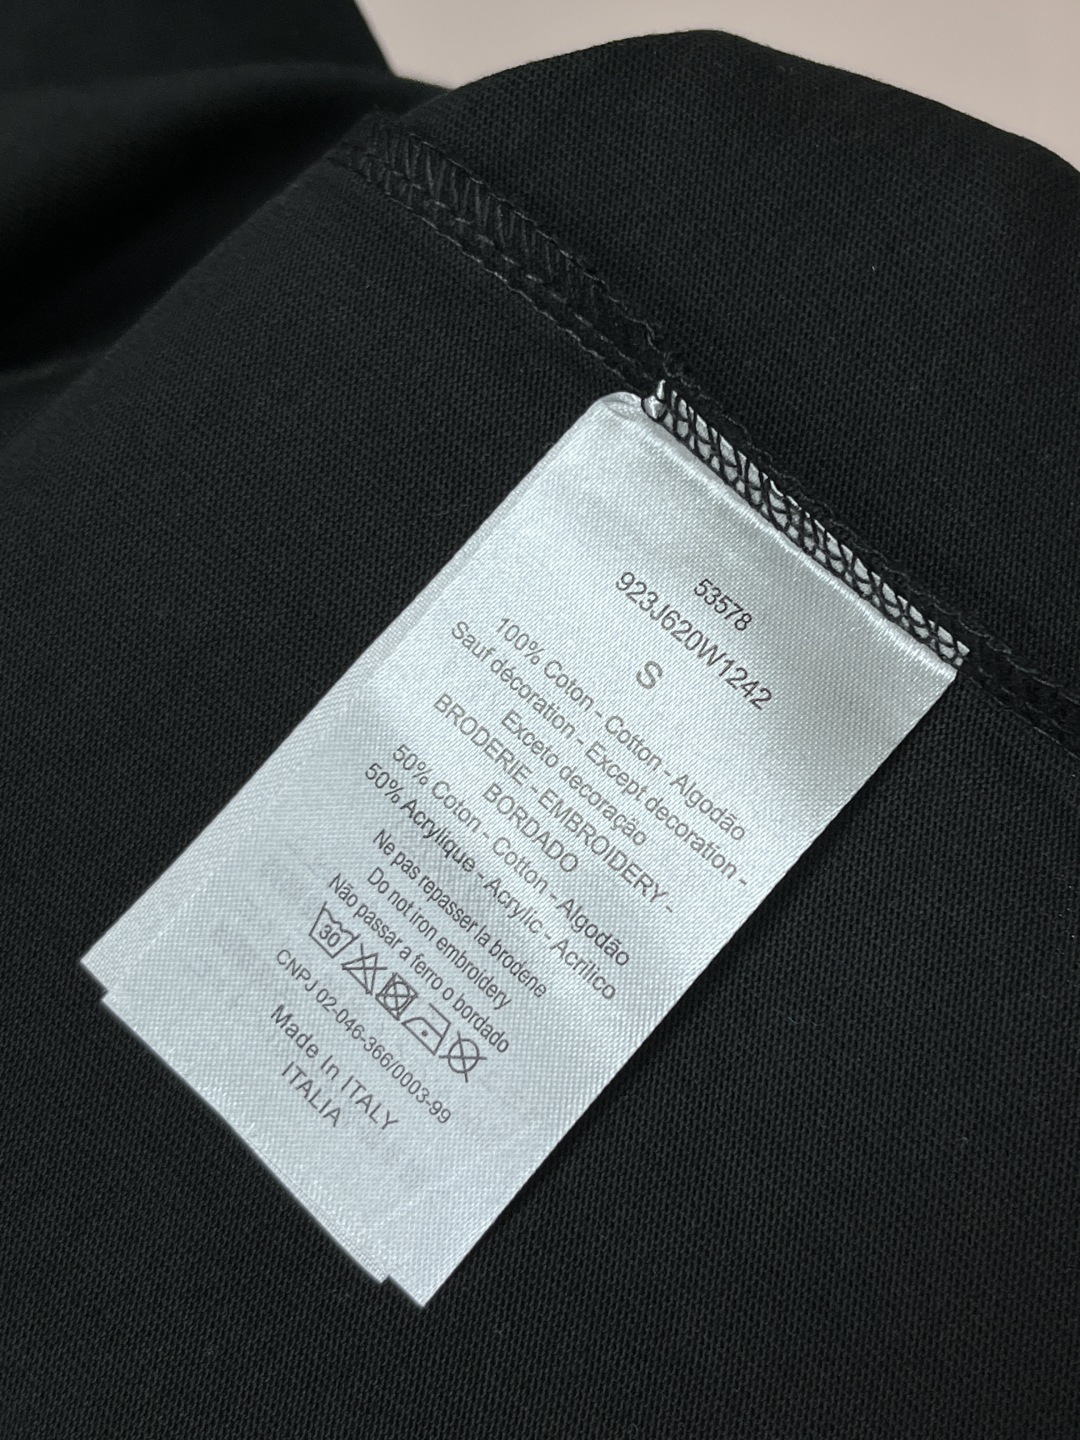 53578
923J620W1242
S
100% Coton - Cotton - Algodão
Sauf décoration - Except decoration -
Exceto decoração
BRODERIE - EMBROIDERY -
BORDADO
50% Coton - Cotton - Algodão
50% Acrylique - Acrylic - Acrilico
Ne pas repasser la brodene
Do not iron embroidery
Não passar a ferro o bordado
30
CNPJ 02-046-366/0003-99
Made In ITALY
ITALIA